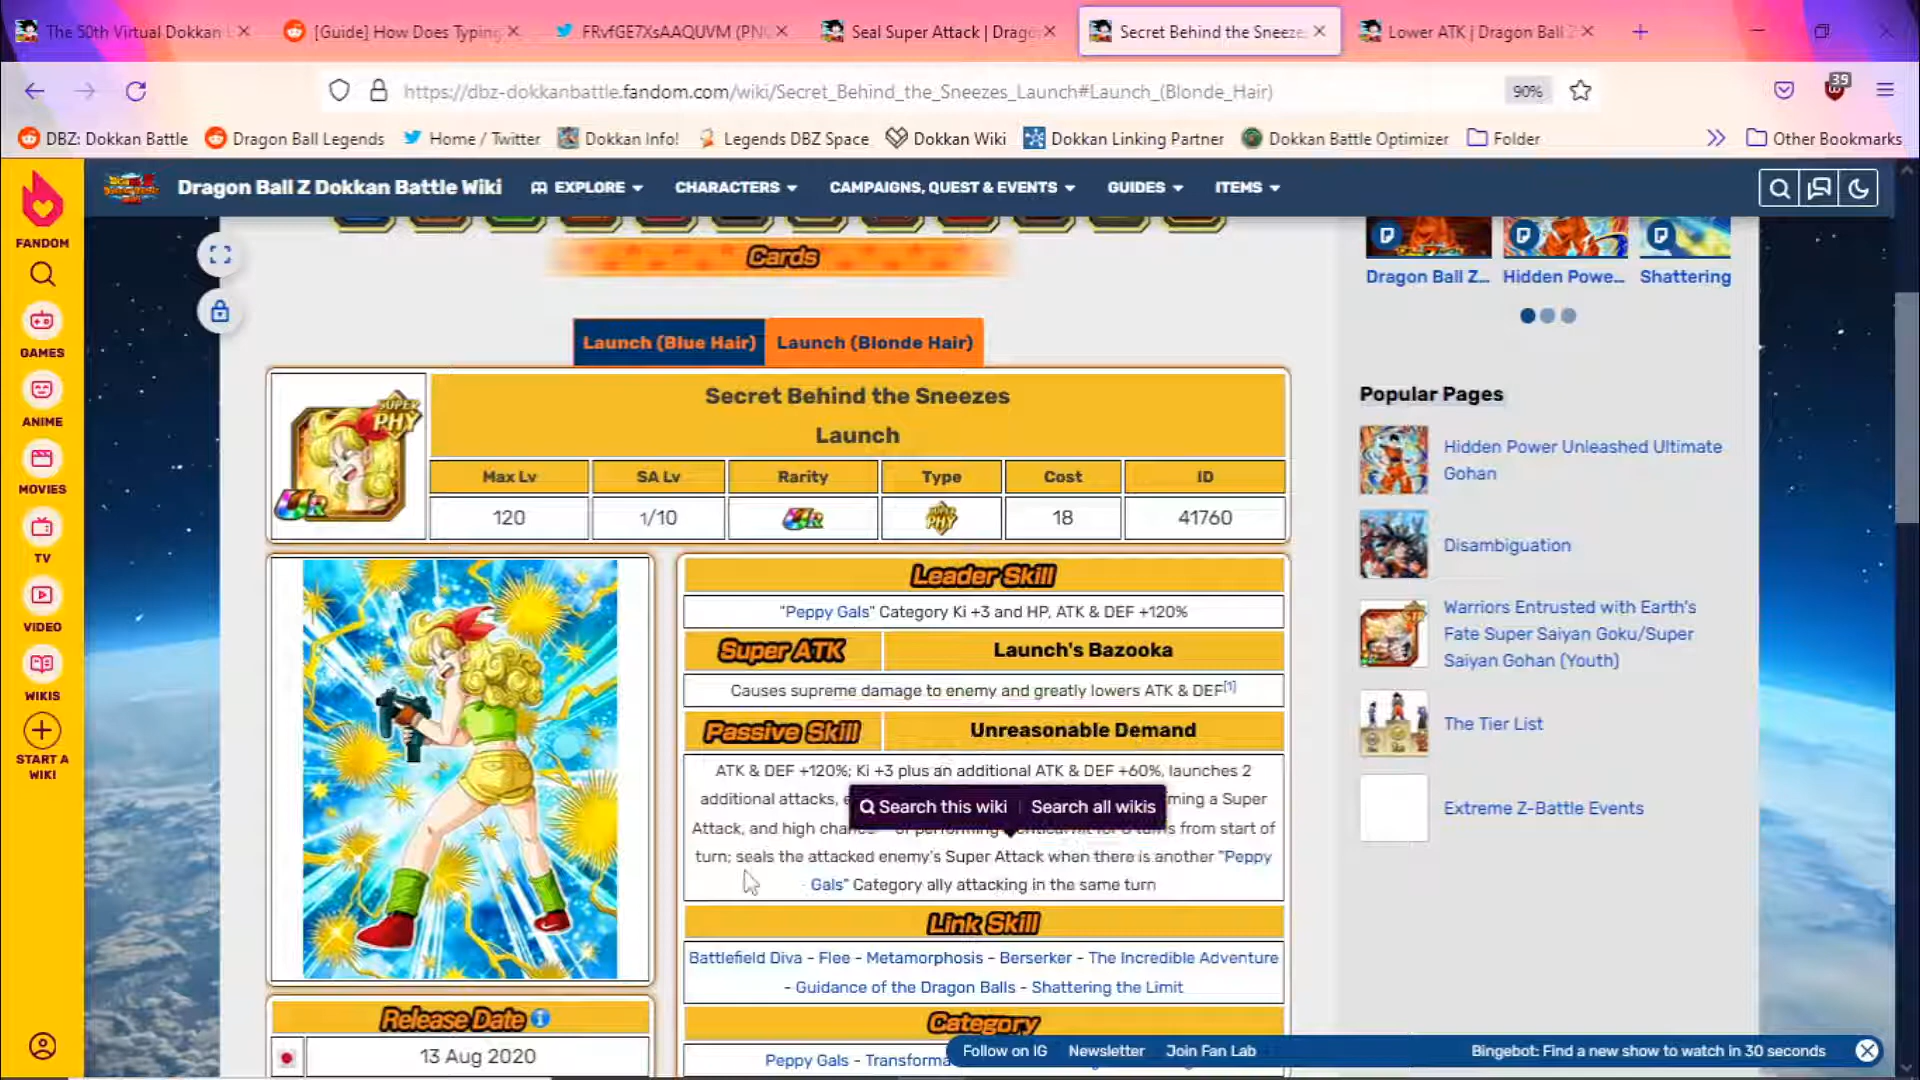 The 50th Virtual Dokkan
[Guide] How Does Typing
FRvfGE7XsAAQUVM (PN
Seal Super Attack | Drag
Secret Behind the Sneeze
Lower ATK | Dragon Ball Z
https://dbz-dokkanbattle.fandom.com/wiki/Secret_Behind_the_Sneezes_Launch#Launch_(Blonde_Hair)
90%
39
DBZ: Dokkan Battle
Dragon Ball Legends
Home / Twitter
Dokkan Info!
Legends DBZ Space
Dokkan Wiki
Dokkan Linking Partner
Dokkan Battle Optimizer
Folder
Other Bookmarks
FANDOM
GAMES
ANIME
MOVIES
TV
VIDEO
WIKIS
START A
WIKI
Dragon Ball Z Dokkan Battle Wiki
EXPLORE
CHARACTERS
CAMPAIGNS, QUEST & EVENTS
GUIDES
ITEMS
Cards
Launch (Blue Hair)
Launch (Blonde Hair)
SUPER
PHY
UR
Secret Behind the Sneezes
Launch
Max Lv
SA Lv
Rarity
Type
Cost
ID
120
1/10
UR
SUPER
PHY
18
41760
Leader Skill
"Peppy Gals" Category Ki +3 and HP, ATK & DEF +120%
Super ATK
Launch's Bazooka
Causes supreme damage to enemy and greatly lowers ATK & DEF[1]
Passive Skill
Unreasonable Demand
ATK & DEF +120%; Ki +3 plus an additional ATK & DEF +60%, launches 2
additional attacks,
ming a Super
Search this wiki
Search all wikis
Attack, and high
of performing
from start of
turn; seals the attacked enemy's Super Attack when there is another "Peppy
Gals" Category ally attacking in the same turn
Link Skill
Battlefield Diva - Flee - Metamorphosis - Berserker - The Incredible Adventure
- Guidance of the Dragon Balls - Shattering the Limit
Category
Peppy Gals - Transforma
Release Date
13 Aug 2020
Dragon Ball Z...
Hidden Powe...
Shattering
Popular Pages
Hidden Power Unleashed Ultimate
Gohan
Disambiguation
Warriors Entrusted with Earth's
Fate Super Saiyan Goku/Super
Saiyan Gohan (Youth)
The Tier List
Extreme Z-Battle Events
Follow on IG
Newsletter
Join Fan Lab
Bingebot: Find a new show to watch in 30 seconds